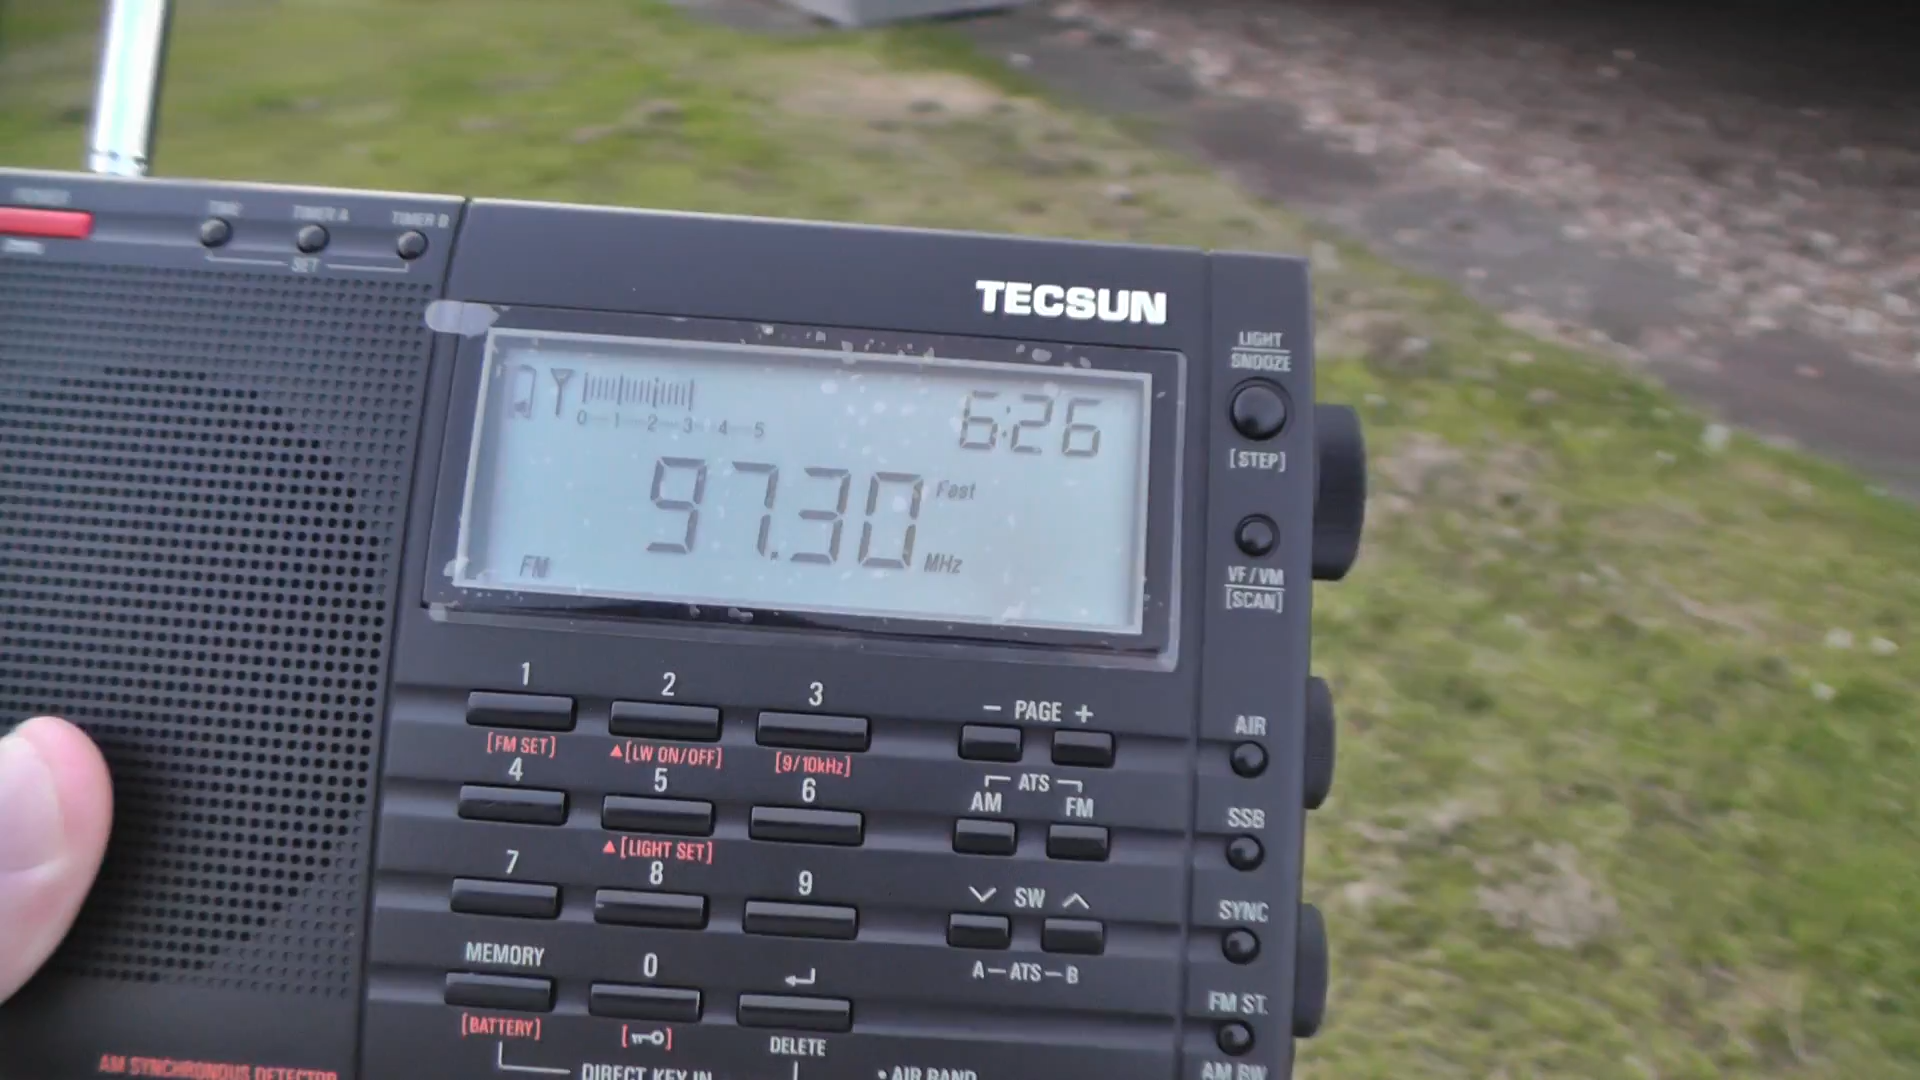 TIMER A
TIMER B
SET
TECSUN
LIGHT
SNOOZE
[STEP]
0 1 2 3 4 5
6:26
97.30
Fast
MHz
FM
VF/VM
[SCAN]
1
2
3
[FM SET]
▲[LW ON/OFF]
[9/10kHz]
− PAGE +
AIR
4
5
6
ATS
AM
FM
SSB
▲[LIGHT SET]
7
8
9
SW
SYNC
MEMORY
0
A—ATS—B
[BATTERY]
DELETE
FM ST.
AM SYNCHRONOUS DETECTOR
DIRECT KEY IN
• AIR BAND
AM BW